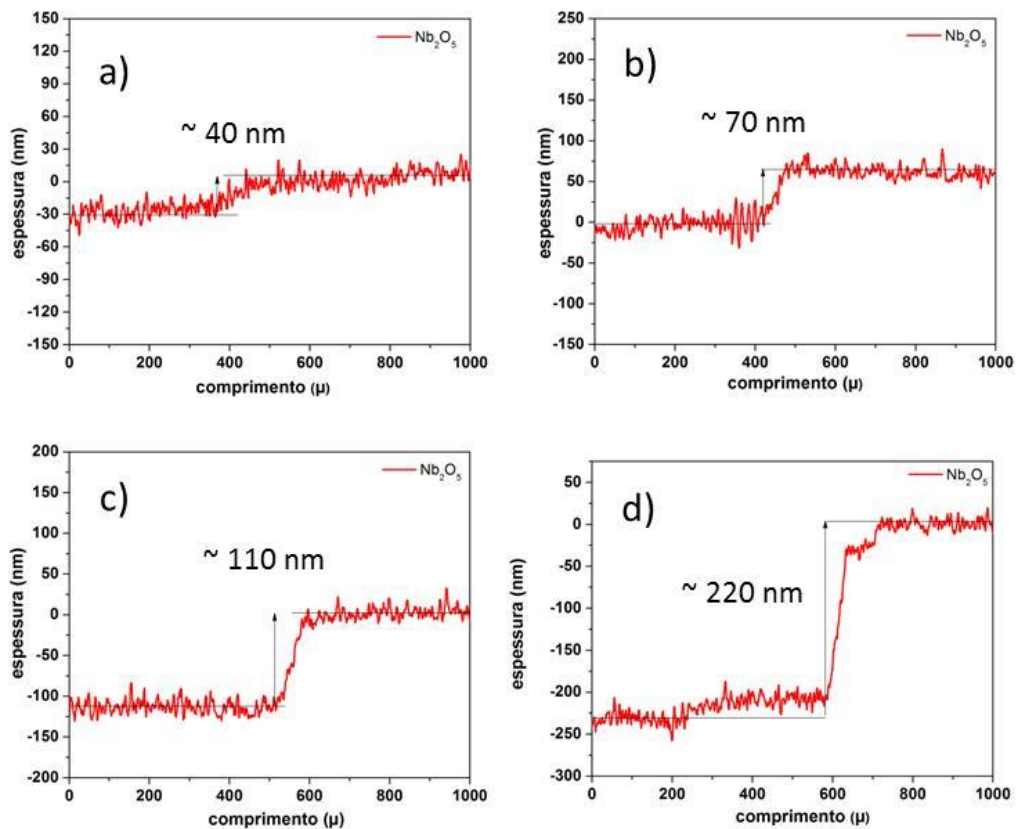 150
120
90
60
30
0
-30
-60
-90
-120
-150
espessura (nm)
a)
Nb₂O₅
~ 40 nm
0 200 400 600 800 1000
comprimento (µ)
250
200
150
100
50
0
-50
-100
-150
espessura (nm)
b)
Nb₂O₅
~ 70 nm
0 200 400 600 800 1000
comprimento (µ)
200
150
100
50
0
-50
-100
-150
-200
espessura (nm)
c)
Nb₂O₅
~ 110 nm
0 200 400 600 800 1000
comprimento (µ)
50
0
-50
-100
-150
-200
-250
-300
espessura (nm)
d)
Nb₂O₅
~ 220 nm
0 200 400 600 800 1000
comprimento (µ)